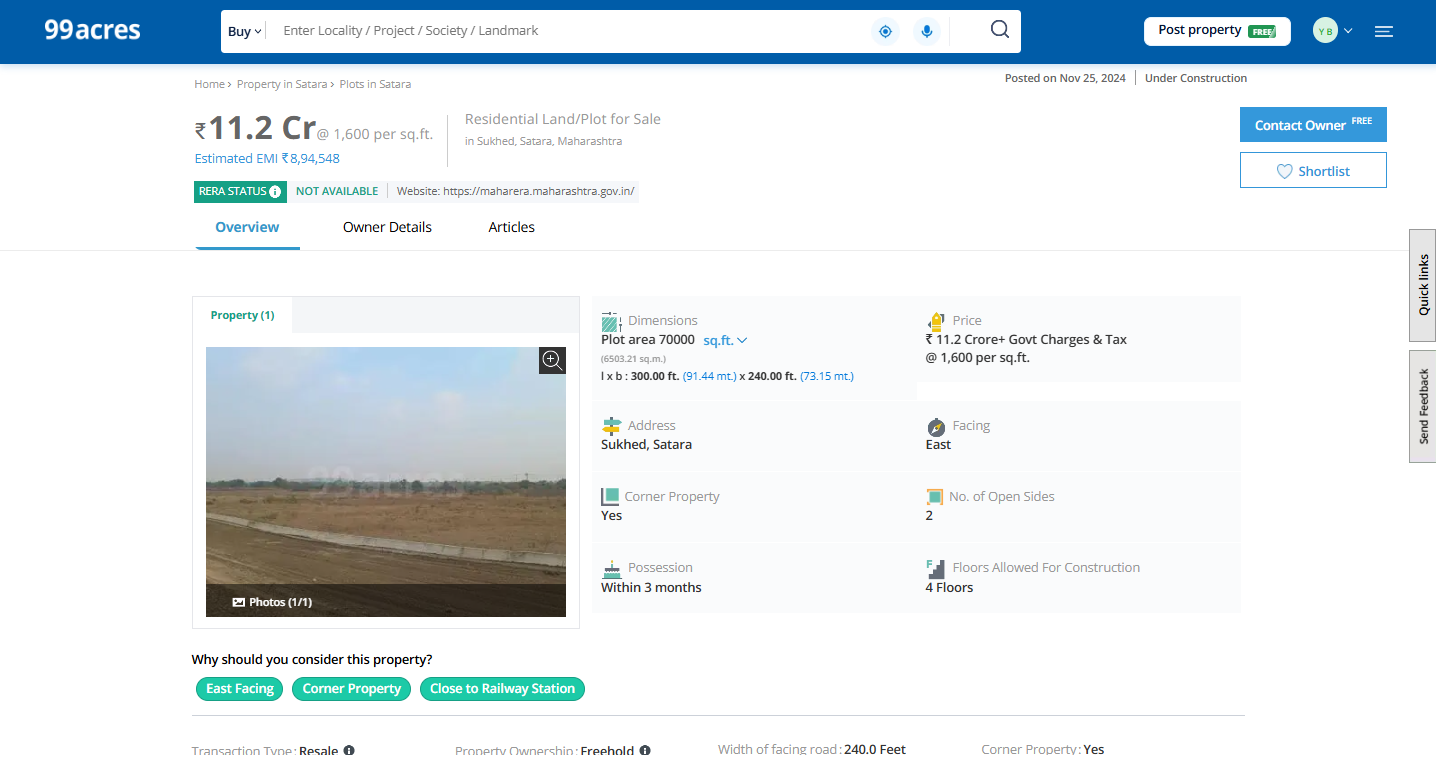 99acres
Buy
Enter Locality / Project / Society / Landmark
Post property FREE
Y B
Home › Property in Satara › Plots in Satara
Posted on Nov 25, 2024 | Under Construction
₹11.2 Cr@ 1,600 per sq.ft.
Estimated EMI ₹8,94,548
Residential Land/Plot for Sale
in Sukhed, Satara, Maharashtra
Contact Owner FREE
Shortlist
RERA STATUS NOT AVAILABLE Website: https://maharera.maharashtra.gov.in/
Overview
Owner Details
Articles
Quick links
Send Feedback
Property (1)
99acres
Photos (1/1)
Dimensions
Plot area 70000 sq.ft.
(6503.21 sq.m.)
l x b : 300.00 ft. (91.44 mt.) x 240.00 ft. (73.15 mt.)
Price
₹ 11.2 Crore+ Govt Charges & Tax
@ 1,600 per sq.ft.
Address
Sukhed, Satara
Facing
East
Corner Property
Yes
No. of Open Sides
2
Possession
Within 3 months
Floors Allowed For Construction
4 Floors
Why should you consider this property?
East Facing
Corner Property
Close to Railway Station
Transaction Type : Resale
Property Ownership : Freehold
Width of facing road : 240.0 Feet
Corner Property : Yes